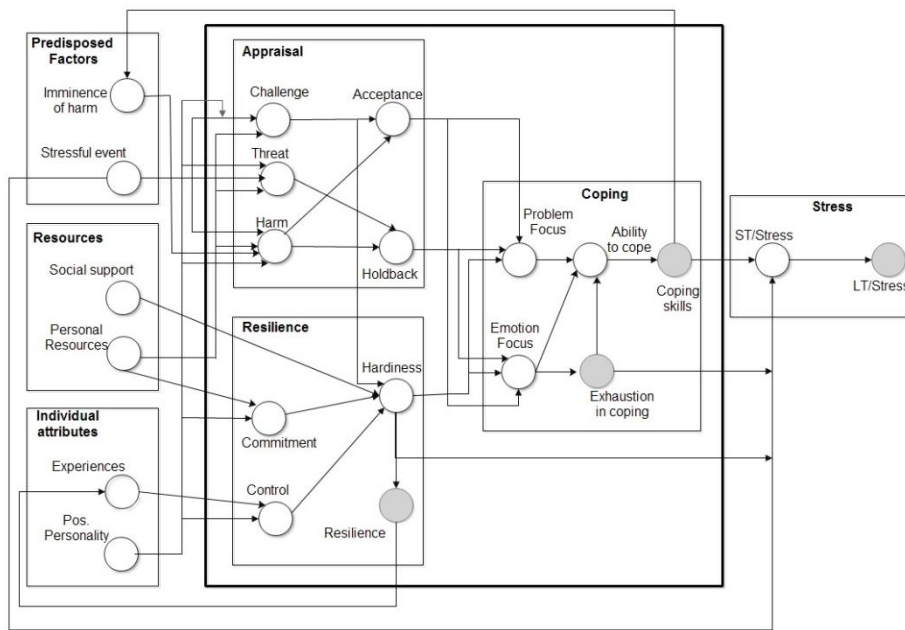 Predisposed
Factors
Imminence
of harm
Stressful event
Resources
Social support
Personal
Resources
Individual
attributes
Experiences
Pos.
Personality
Appraisal
Challenge
Acceptance
Threat
Harm
Holdback
Resilience
Hardiness
Commitment
Control
Resilience
Coping
Problem
Focus
Ability
to cope
Coping
skills
Emotion
Focus
Exhaustion
in coping
Stress
ST/Stress
LT/Stress